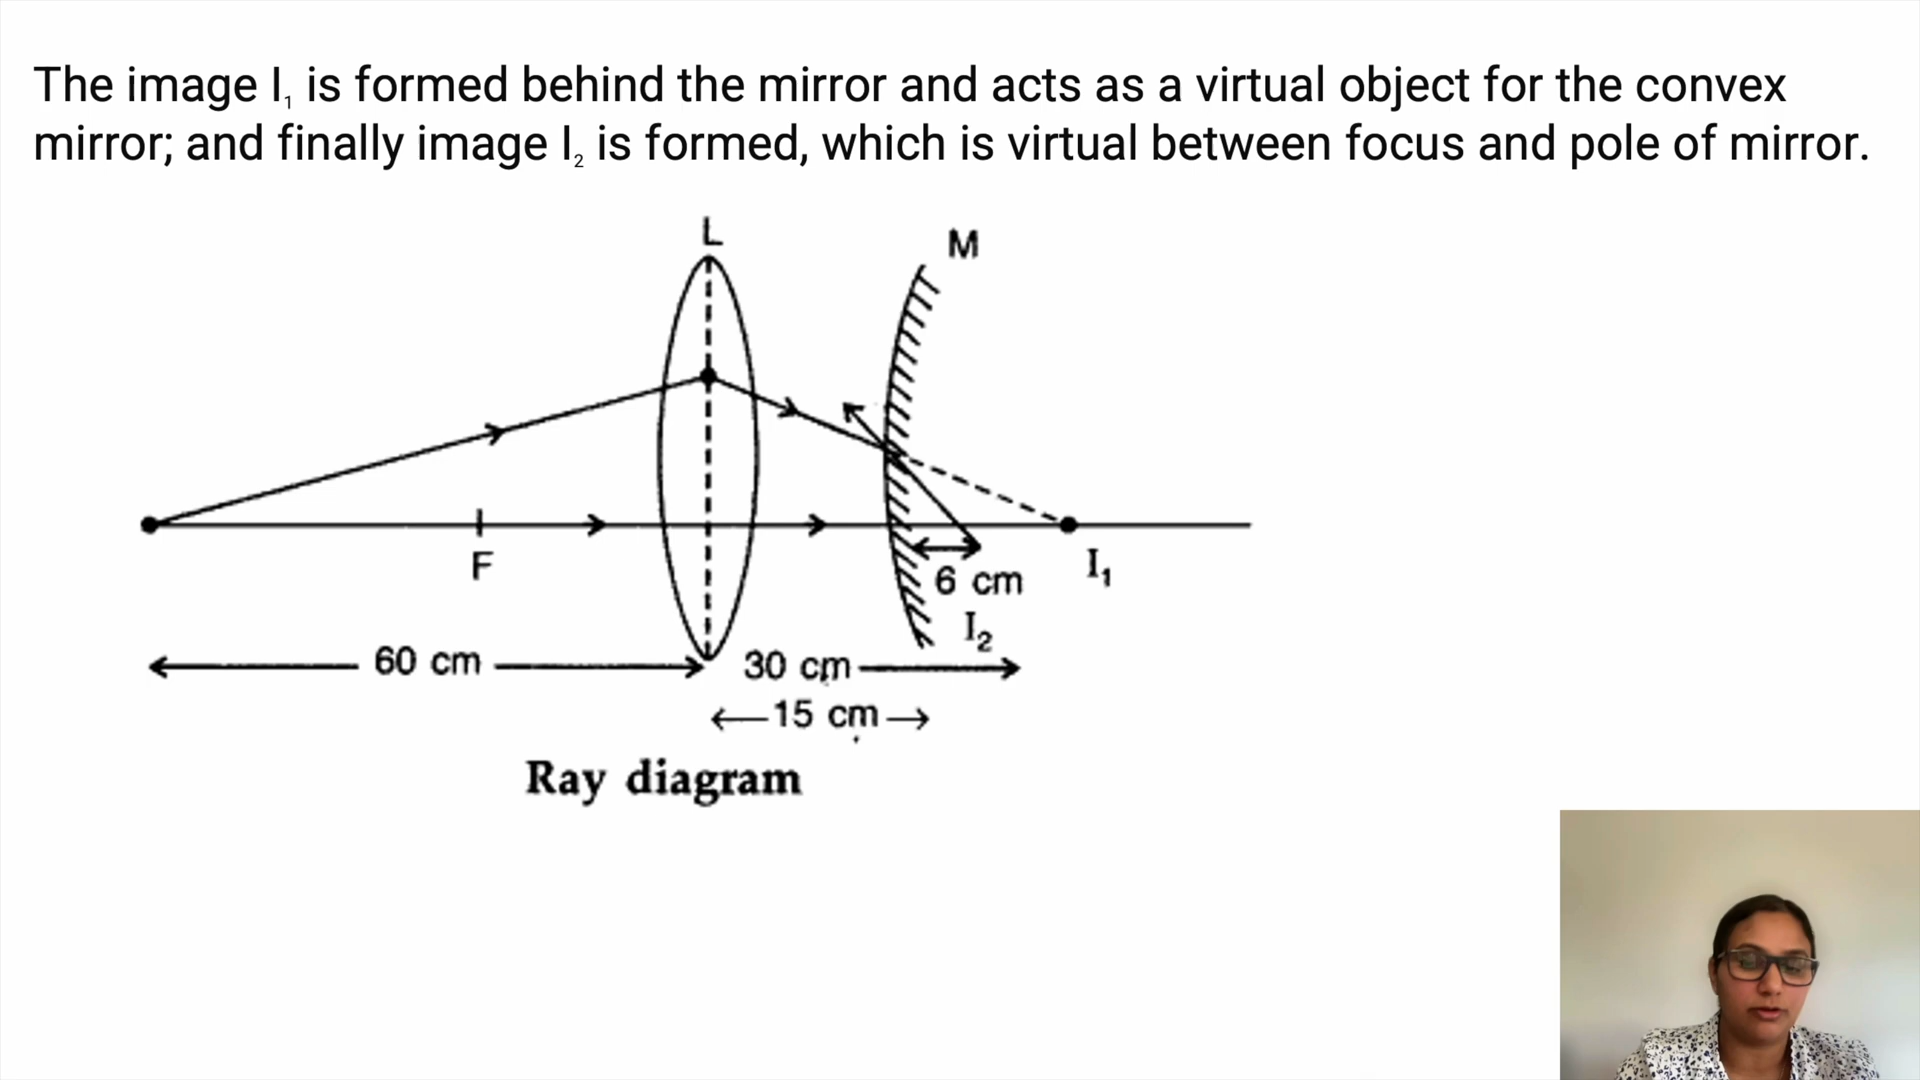 The image I₁ is formed behind the mirror and acts as a virtual object for the convex
mirror; and finally image I₂ is formed, which is virtual between focus and pole of mirror.
L
M
F
6 cm
I₁
I₂
60 cm
30 cm
15 cm
Ray diagram